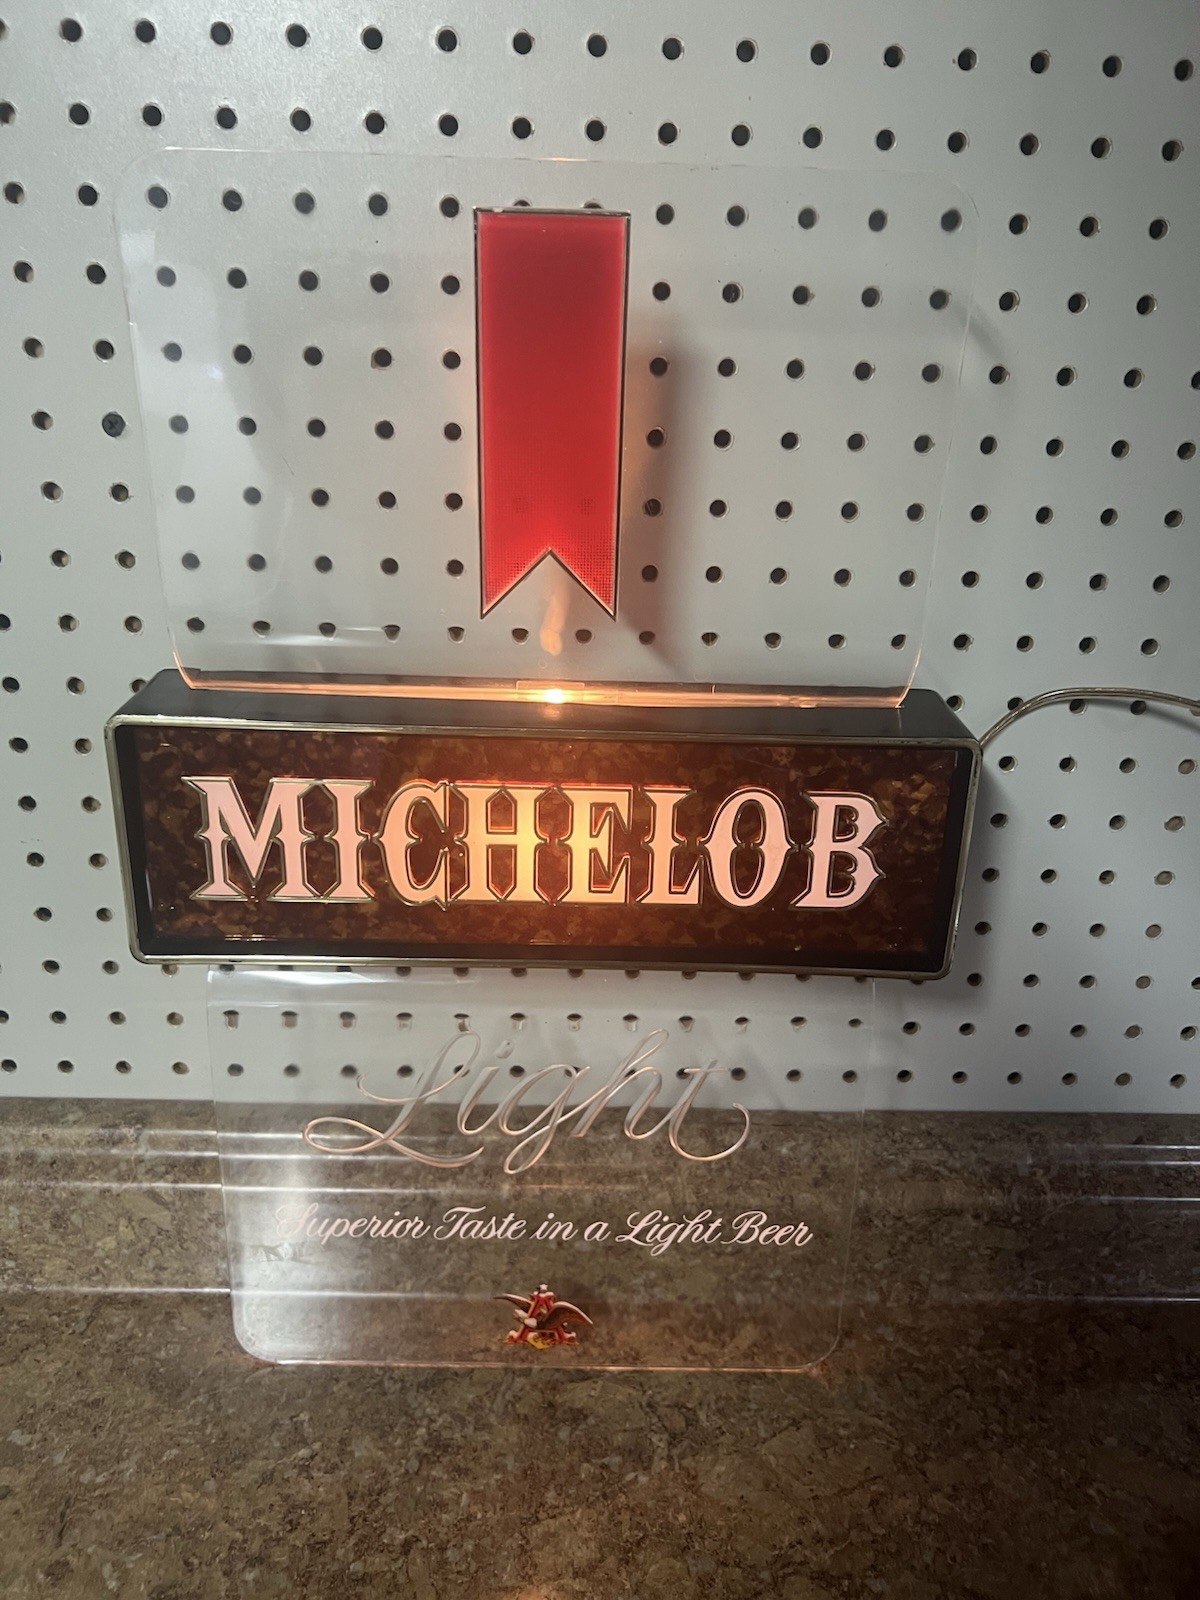 MICHELOB
Light
Superior Taste in a Light Beer
A